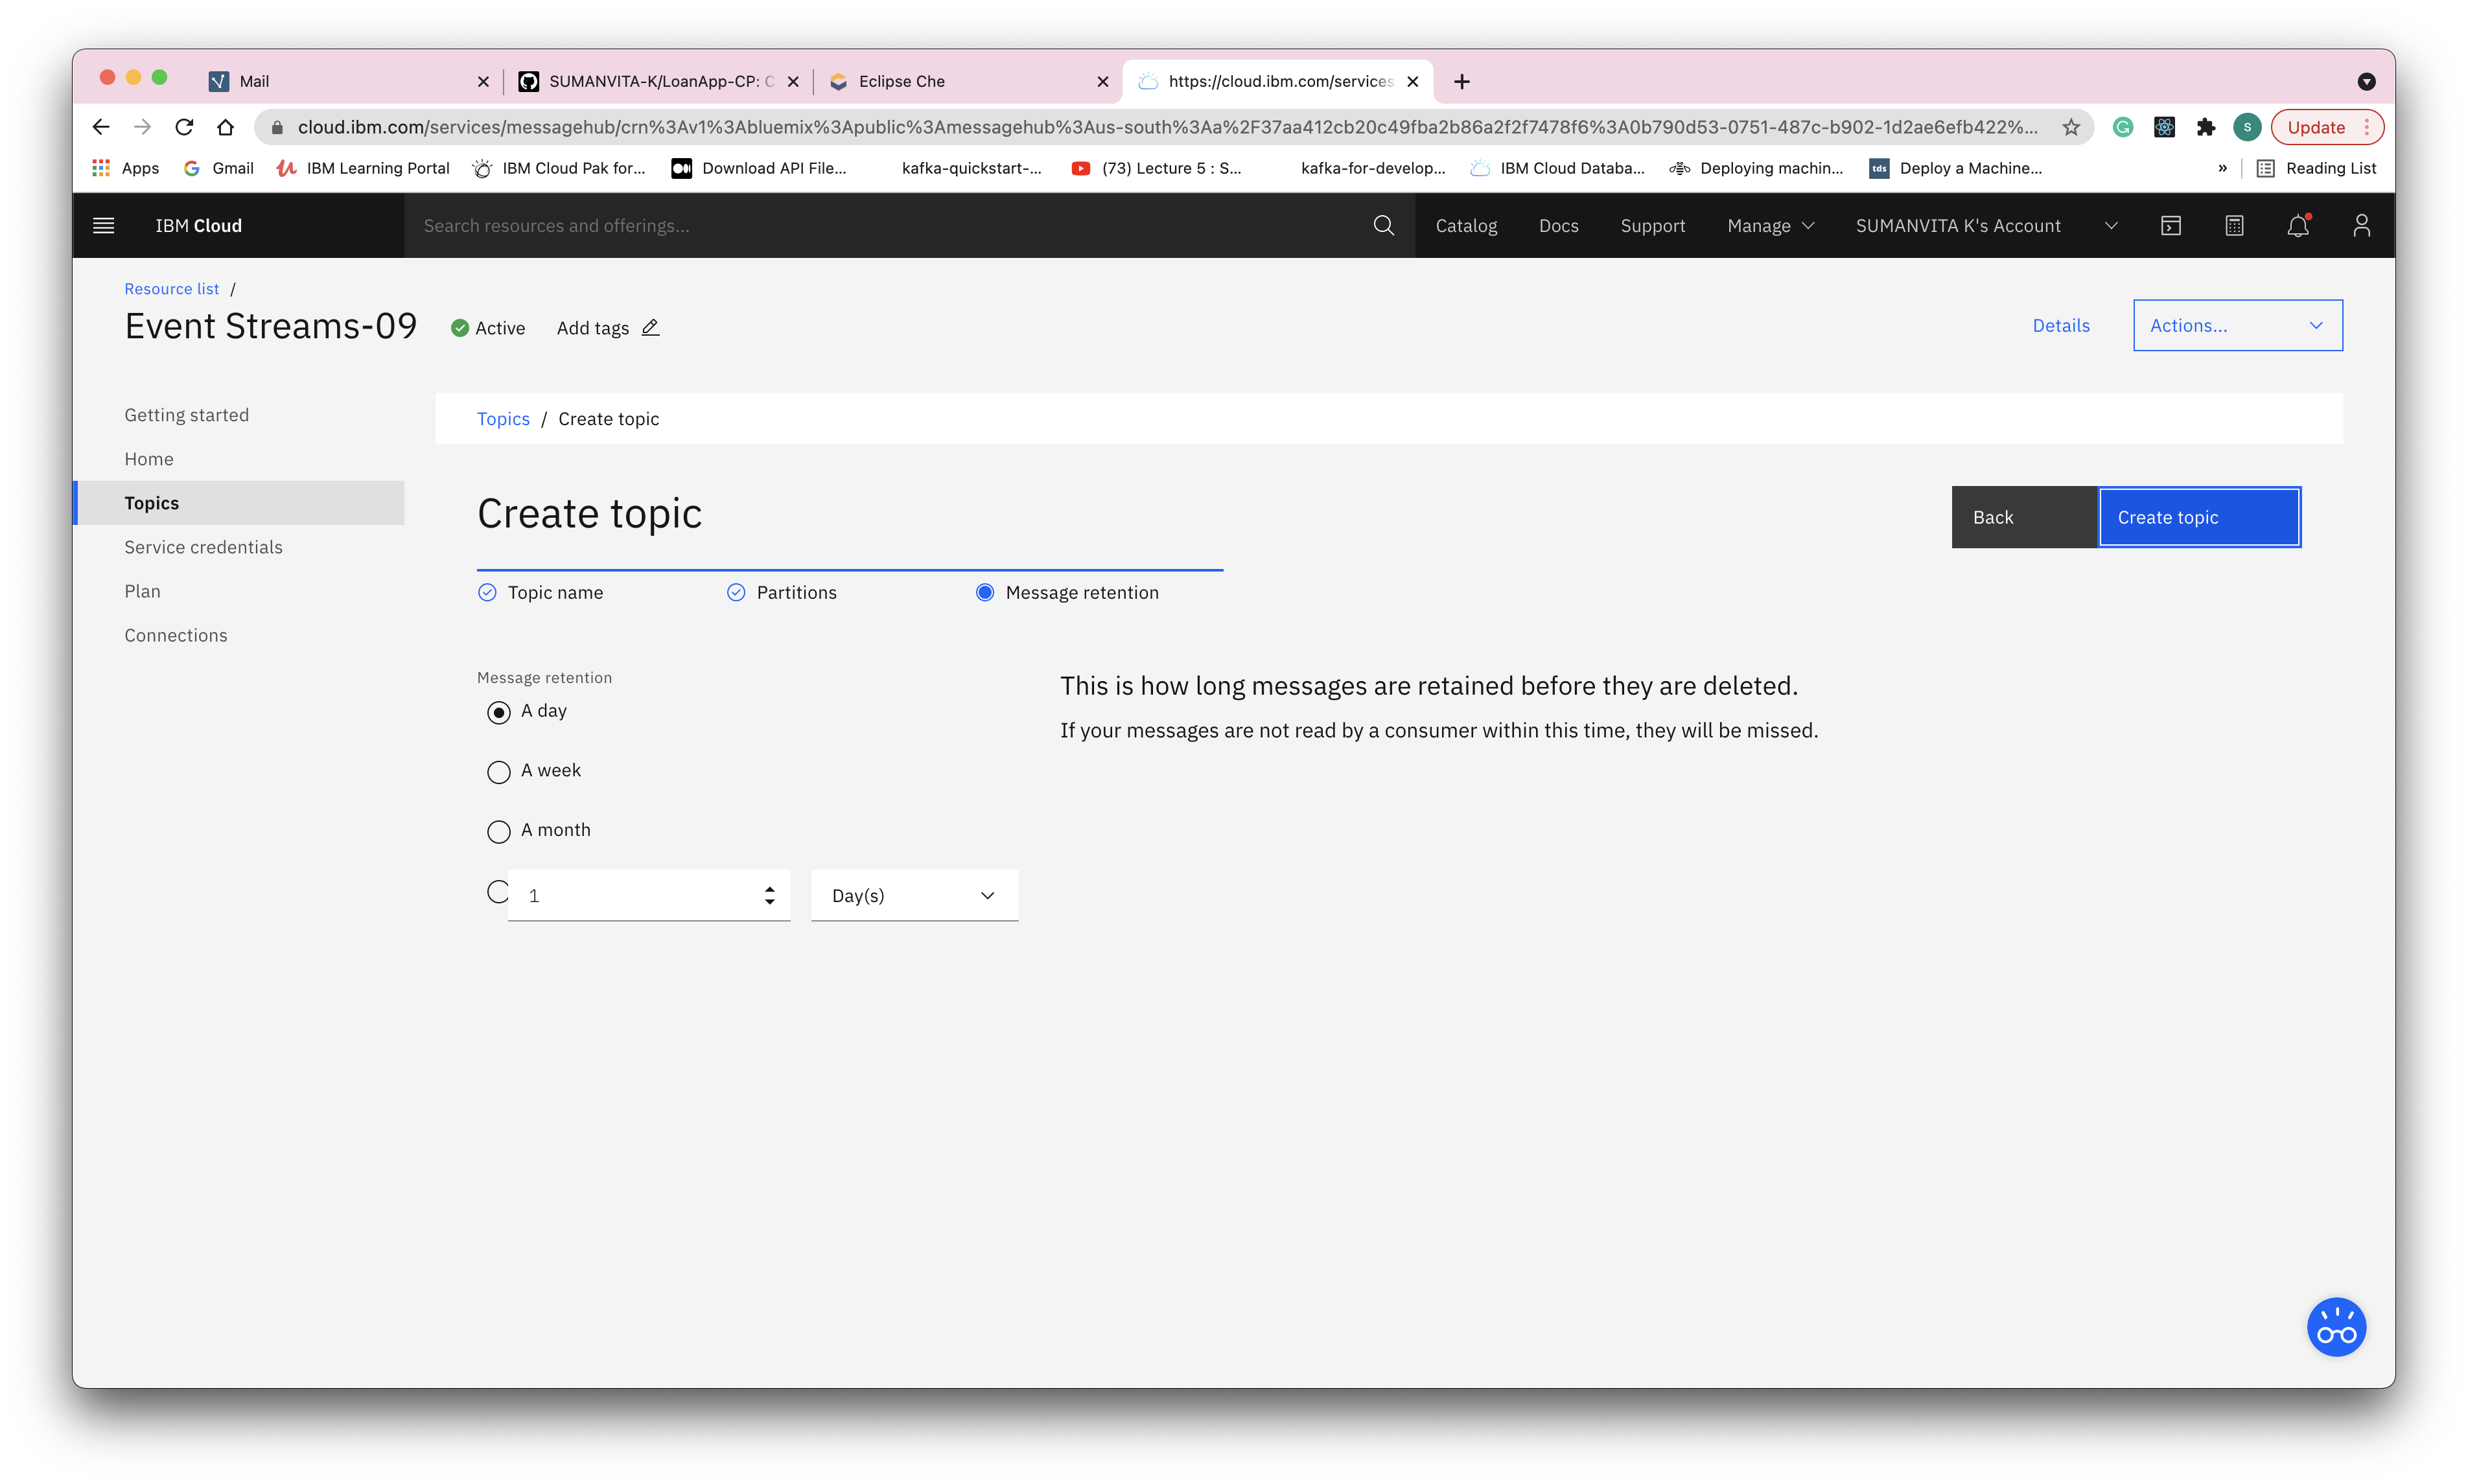 Mail
SUMANVITA-K/LoanApp-CP: C
Eclipse Che
https://cloud.ibm.com/services
cloud.ibm.com/services/messagehub/crn%3Av1%3Abluemix%3Apublic%3Amessagehub%3Aus-south%3Aa%2F37aa412cb20c49fba2b86a2f2f7478f6%3A0b790d53-0751-487c-b902-1d2ae6efb422%...
S
Update
Apps
Gmail
IBM Learning Portal
IBM Cloud Pak for...
Download API File...
kafka-quickstart-...
(73) Lecture 5 : S...
kafka-for-develop...
IBM Cloud Databa...
Deploying machin...
tds
Deploy a Machine...
»
Reading List
IBM Cloud
Search resources and offerings...
Catalog
Docs
Support
Manage
SUMANVITA K's Account
Resource list /
Event Streams-09
Active
Add tags
Details
Actions...
Getting started
Home
Topics
Service credentials
Plan
Connections
Topics / Create topic
Create topic
Back
Create topic
Topic name
Partitions
Message retention
Message retention
A day
A week
A month
1
Day(s)
This is how long messages are retained before they are deleted.
If your messages are not read by a consumer within this time, they will be missed.